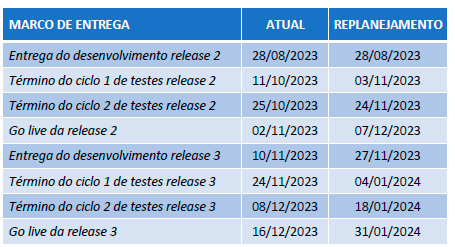 MARCO DE ENTREGA ATUAL REPLANEJAMENTO
Entrega do desenvolvimento release 2 28/08/2023 28/08/2023
Término do ciclo 1 de testes release 2 11/10/2023 03/11/2023
Término do ciclo 2 de testes release 2 25/10/2023 24/11/2023
Go live da release 2 02/11/2023 07/12/2023
Entrega do desenvolvimento release 3 10/11/2023 27/11/2023
Término do ciclo 1 de testes release 3 24/11/2023 04/01/2024
Término do ciclo 2 de testes release 3 08/12/2023 18/01/2024
Go live da release 3 16/12/2023 31/01/2024